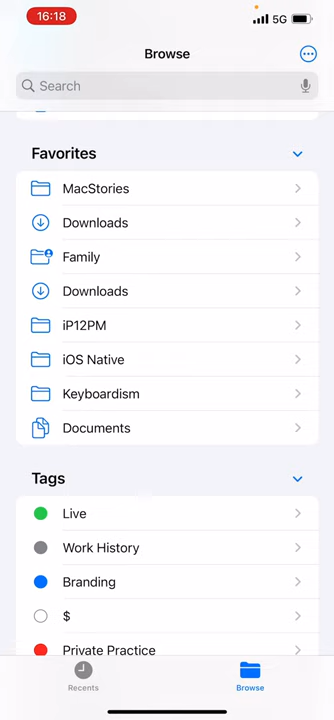 16:18
5G
Browse
Search
Favorites
MacStories
Downloads
Family
Downloads
iP12PM
iOS Native
Keyboardism
Documents
Tags
Live
Work History
Branding
$
Private Practice
Recents
Browse